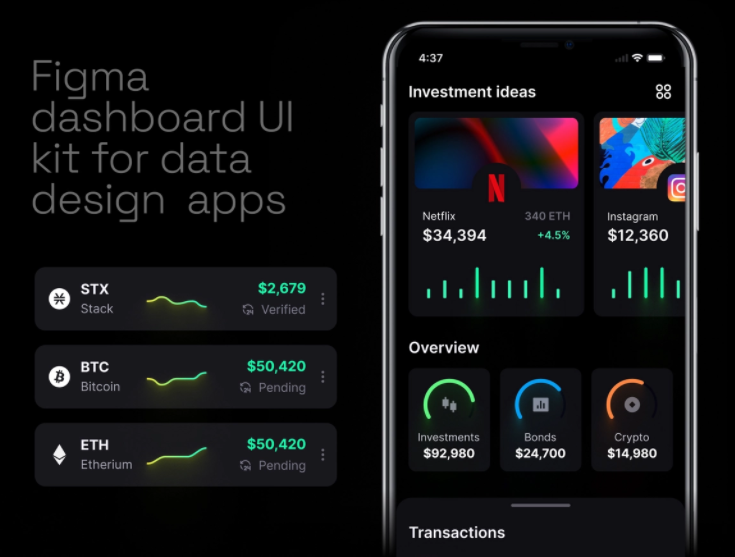 Figma
dashboard UI
kit for data
design apps
STX
Stack
$2,679
Verified
BTC
Bitcoin
$50,420
Pending
ETH
Etherium
$50,420
Pending
4:37
Investment ideas
N
Netflix
340 ETH
$34,394
+4.5%
Instagram
$12,360
Overview
Investments
$92,980
Bonds
$24,700
Crypto
$14,980
Transactions